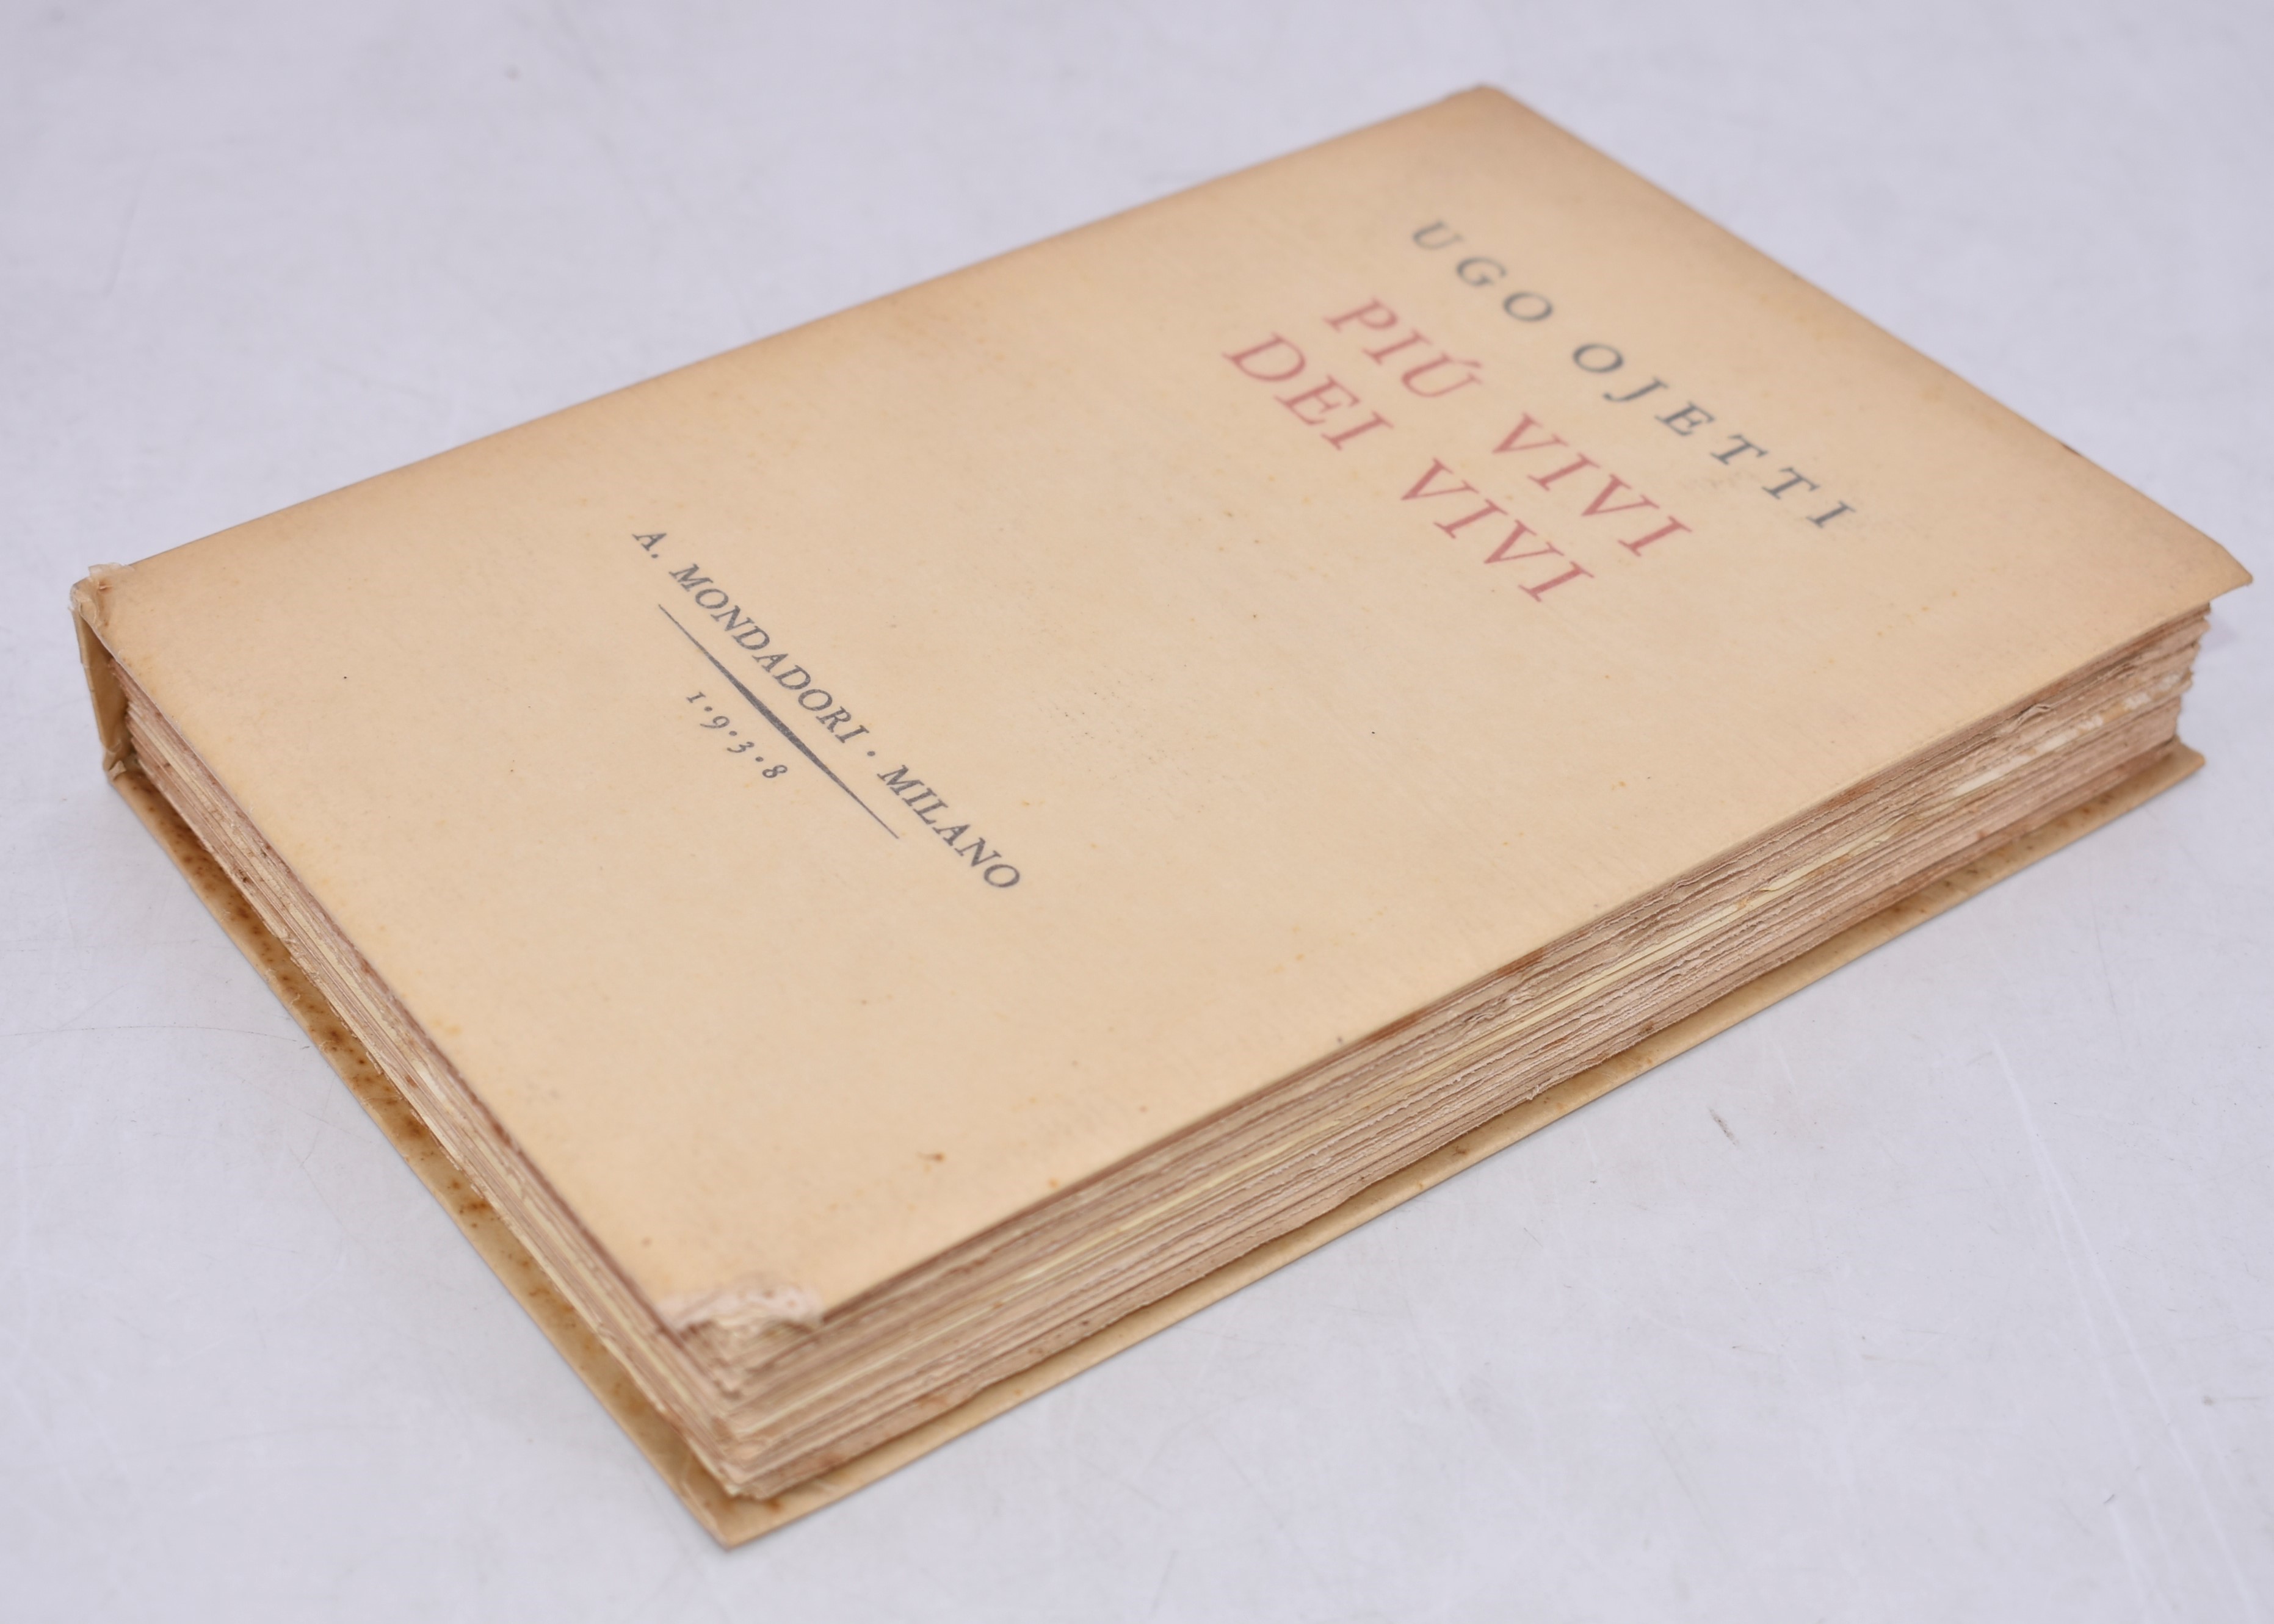 UGO OJETTI
PIÚ VIVI
DEI VIVI
A. MONDADORI · MILANO
1·9·3·8